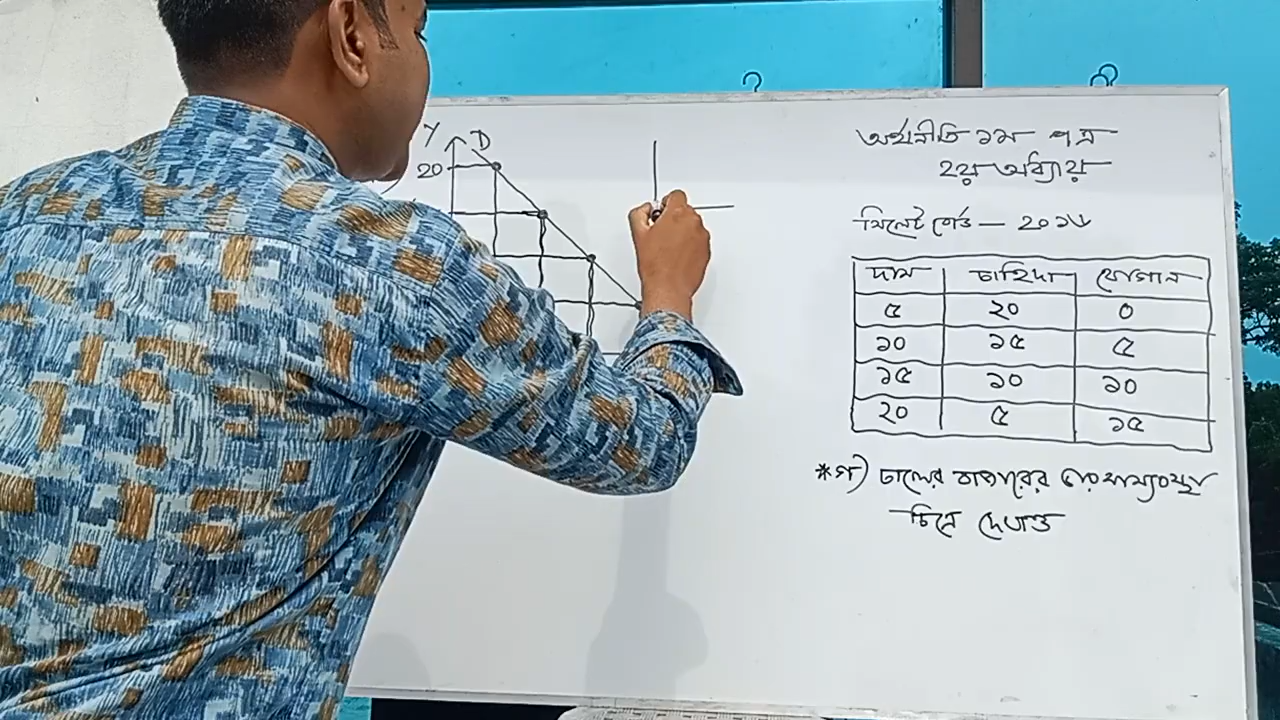 Y D
20
অর্থনীতি ১ম পত্র
২য় অধ্যায়
সিলেট বোর্ড — ২০১৬
দাম চাহিদা যোগান
৫ ২০ ০
১০ ১৫ ৫
১৫ ১০ ১০
২০ ৫ ১৫
*গ) চালের বাজারের ভারসাম্যাবস্থা
চিত্রে দেখাও